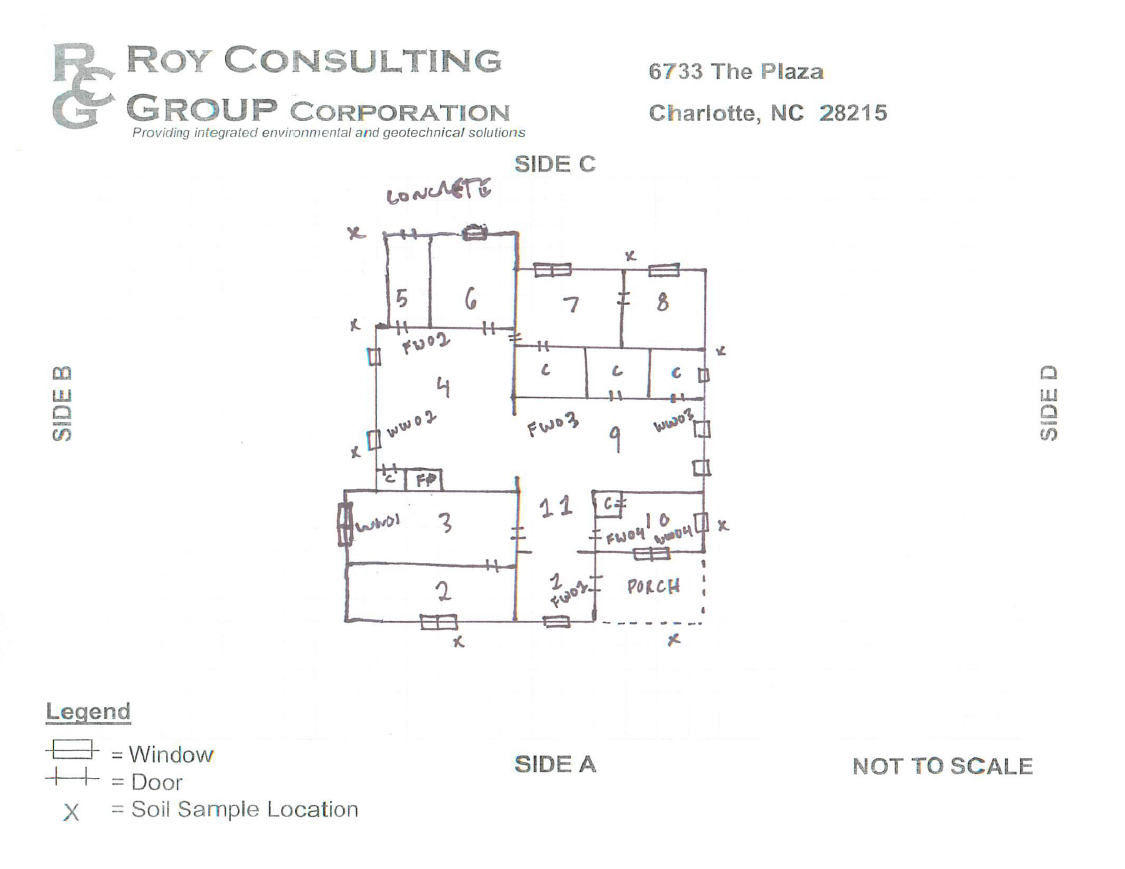 RCG
ROY CONSULTING
GROUP CORPORATION
Providing integrated environmental and geotechnical solutions
6733 The Plaza
Charlotte, NC 28215
SIDE C
CONCRETE
X
X
5
6
7
8
X
FW02
X
4
C
C
C
SIDE B
SIDE D
WW02
FW03
9
WW03
X
C
FP
WW01
3
11
C
10
FW04
WW04
X
2
1
FW01
PORCH
X
X
Legend
= Window
= Door
X = Soil Sample Location
SIDE A
NOT TO SCALE